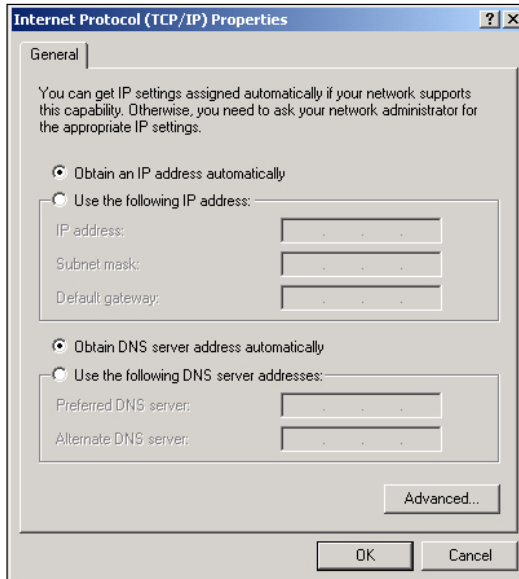 Internet Protocol (TCP/IP) Properties
General
You can get IP settings assigned automatically if your network supports
this capability. Otherwise, you need to ask your network administrator for
the appropriate IP settings.
Obtain an IP address automatically
Use the following IP address:
IP address:
Subnet mask:
Default gateway:
Obtain DNS server address automatically
Use the following DNS server addresses:
Preferred DNS server:
Alternate DNS server:
Advanced...
OK Cancel